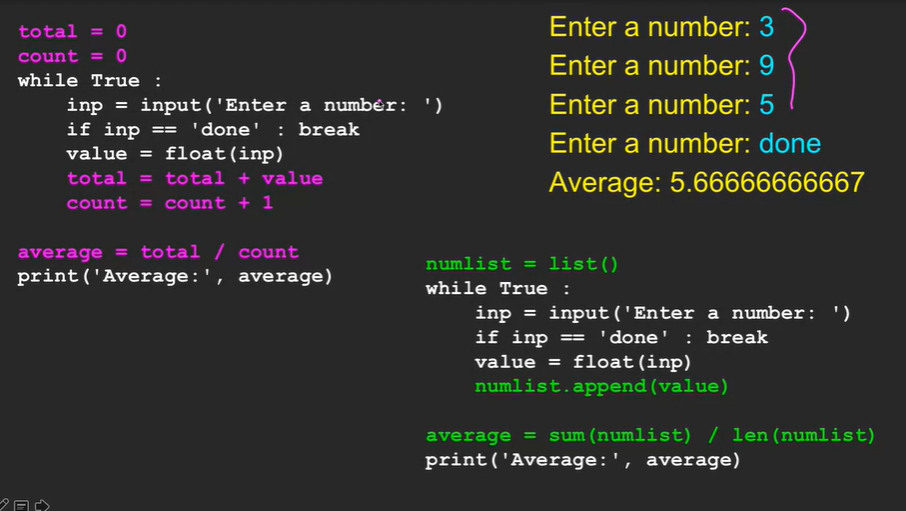 total = 0
count = 0
while True :
    inp = input('Enter a number: ')
    if inp == 'done' : break
    value = float(inp)
    total = total + value
    count = count + 1

average = total / count
print('Average:', average)

Enter a number: 3
Enter a number: 9
Enter a number: 5
Enter a number: done
Average: 5.66666666667

numlist = list()
while True :
    inp = input('Enter a number: ')
    if inp == 'done' : break
    value = float(inp)
    numlist.append(value)

average = sum(numlist) / len(numlist)
print('Average:', average)